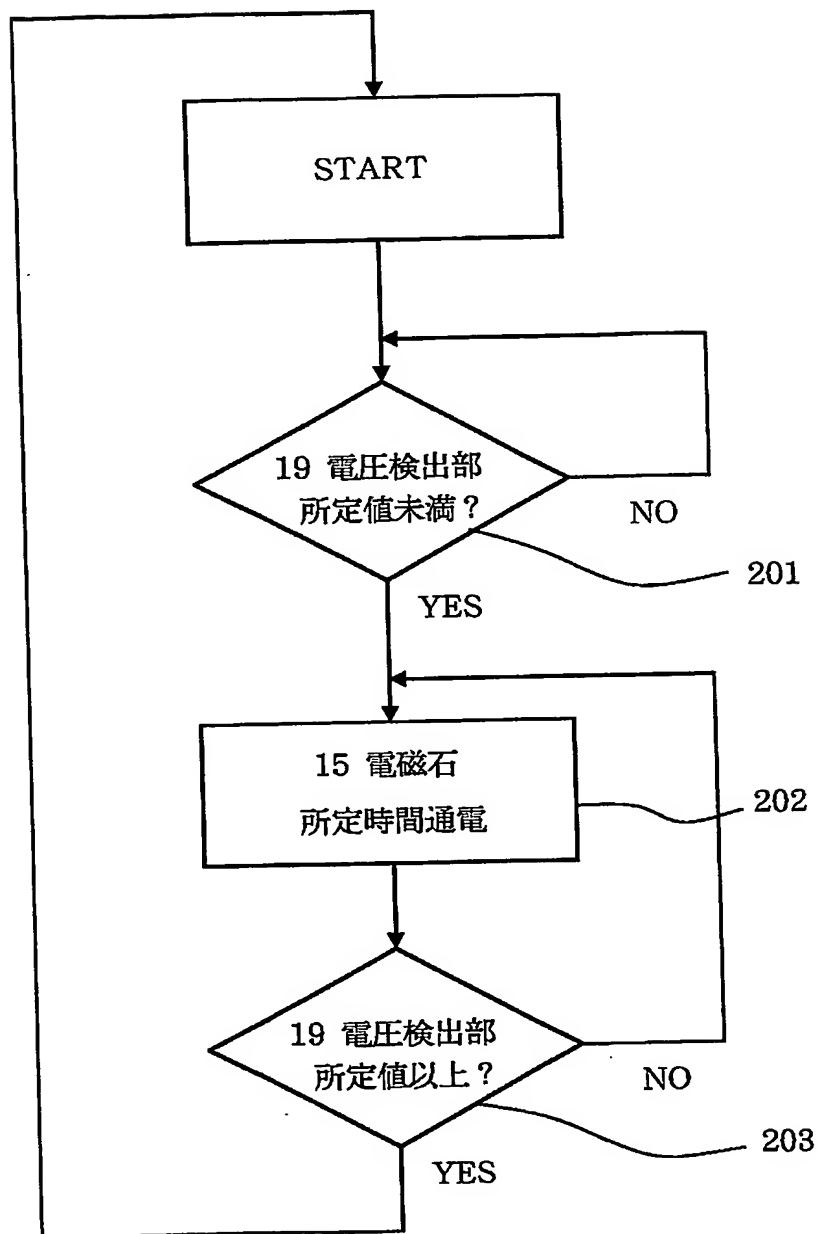 START
19 電圧検出部
所定値未満?
NO
201
YES
15 電磁石
所定時間通電
202
19 電圧検出部
所定値以上?
NO
203
YES